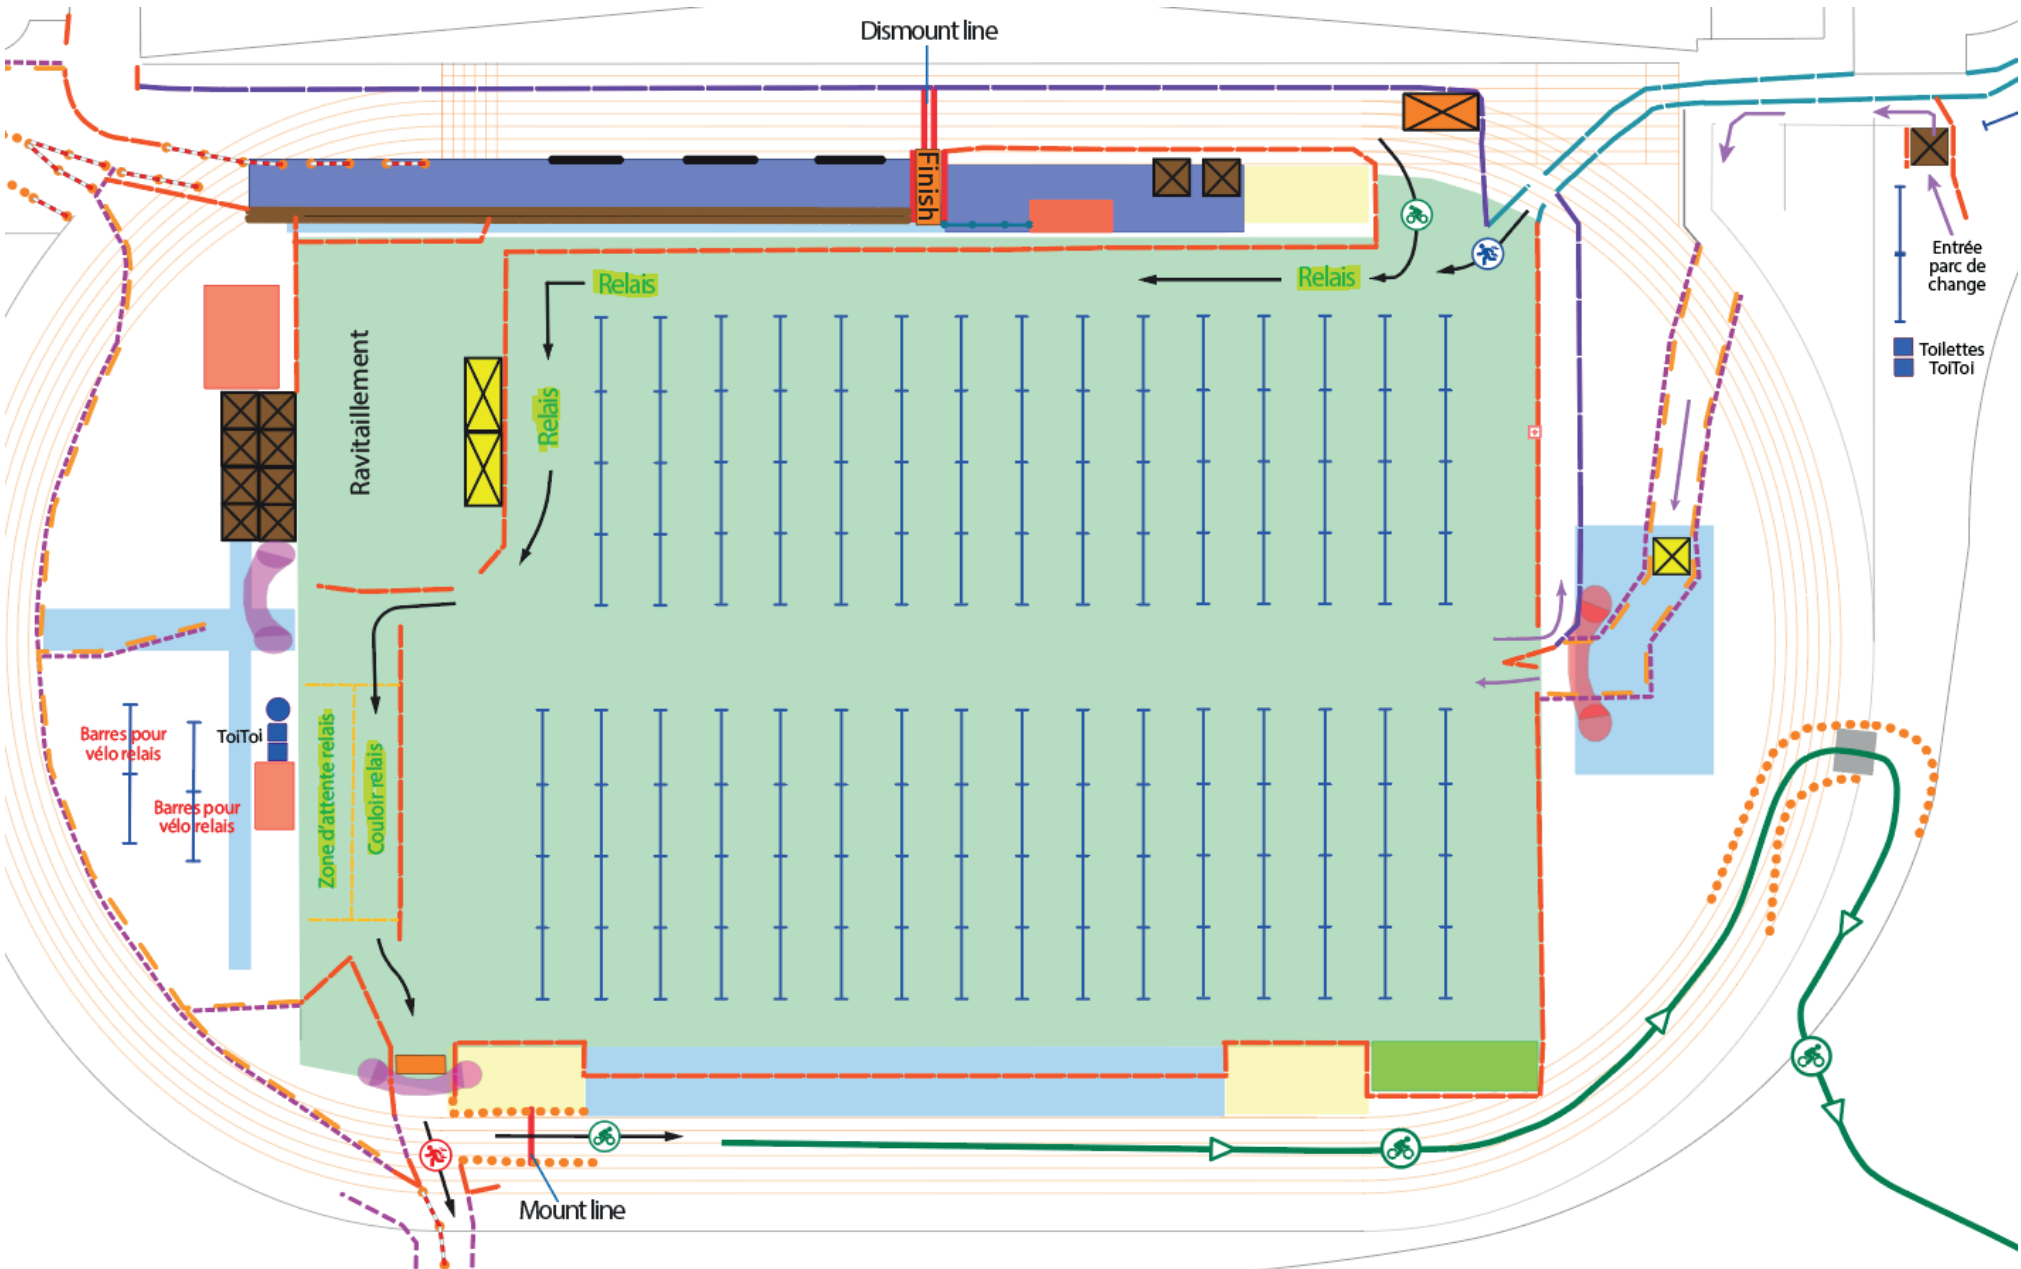 Dismount line
Finish
Entrée
parc de
change
Relais
Relais
Toilettes
ToiToi
Ravitaillement
Relais
Barres pour
vélo relais
ToiToi
Barres pour
vélo relais
Zone d'attente relais
Couloir relais
Mount line